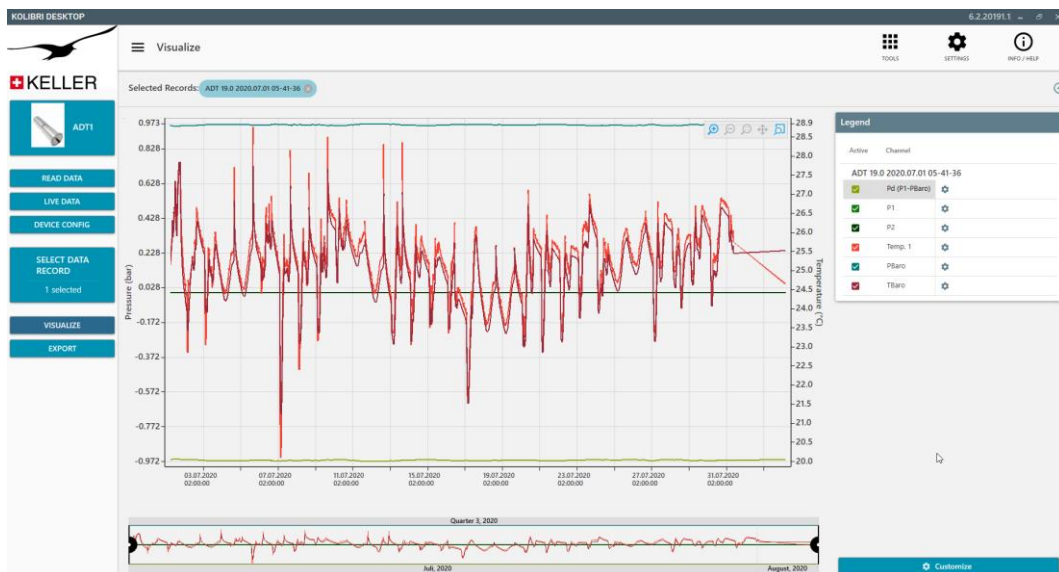 KOLIBRI DESKTOP
6.2.20191.1
KELLER
Visualize
TOOLS
SETTINGS
INFO / HELP
Selected Records: ADT 19.0 2020.07.01 05-41-36
ADT1
READ DATA
LIVE DATA
DEVICE CONFIG
SELECT DATA RECORD
1 selected
VISUALIZE
EXPORT
Pressure (bar)
0.973
0.828
0.628
0.428
0.228
0.028
-0.172
-0.372
-0.572
-0.772
-0.972
Temperature (°C)
28.9
28.5
28.0
27.5
27.0
26.5
26.0
25.5
25.0
24.5
24.0
23.5
23.0
22.5
22.0
21.5
21.0
20.5
20.0
03.07.2020 02:00:00
07.07.2020 02:00:00
11.07.2020 02:00:00
15.07.2020 02:00:00
19.07.2020 02:00:00
23.07.2020 02:00:00
27.07.2020 02:00:00
31.07.2020 02:00:00
Quarter 3, 2020
Juli, 2020
August, 2020
Legend
Active Channel
ADT 19.0 2020.07.01 05-41-36
Pd (P1-PBaro)
P1
P2
Temp. 1
PBaro
TBaro
Customize